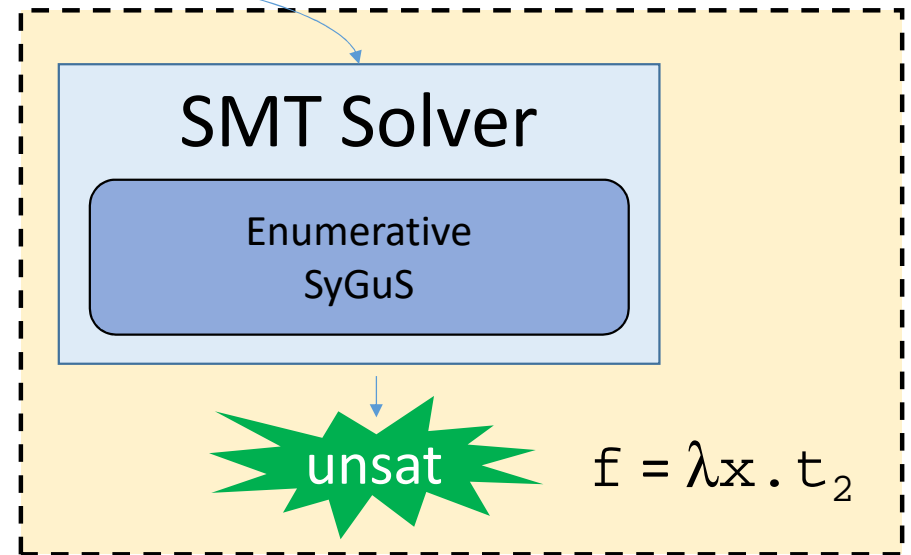 SMT Solver
Enumerative
SyGuS
unsat
f = λx.t₂